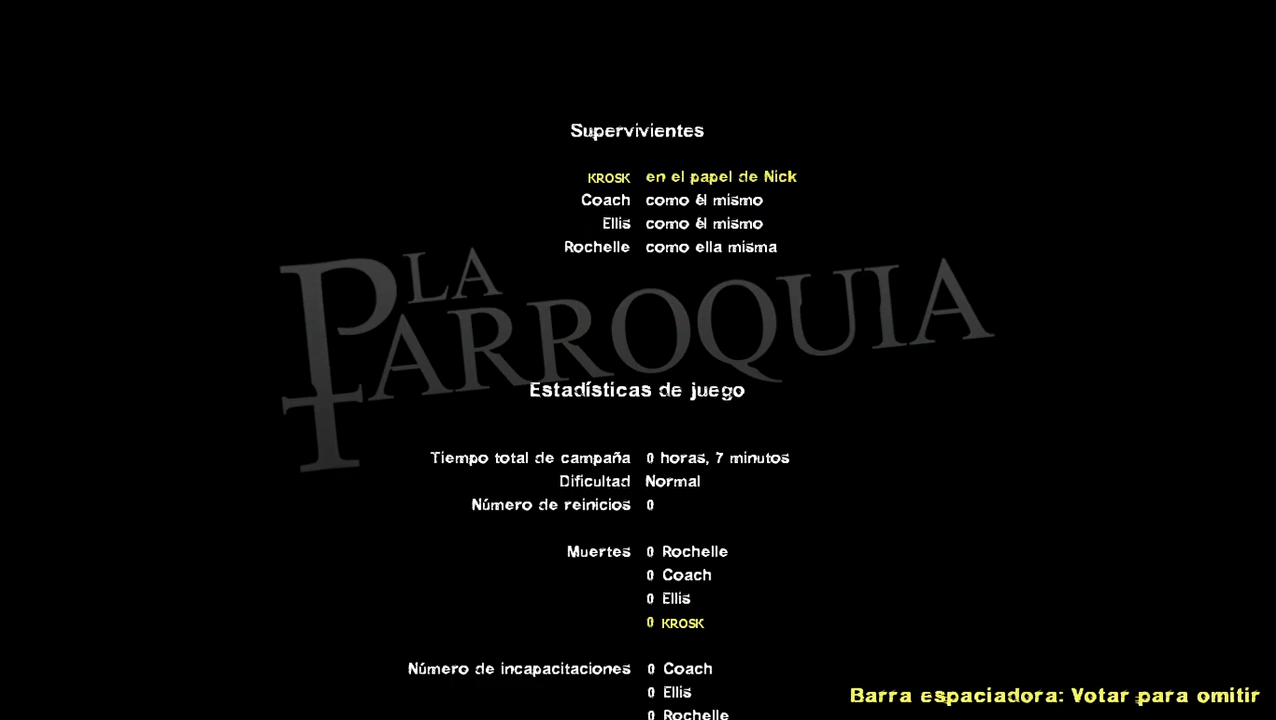 Supervivientes
KROSK en el papel de Nick
Coach como él mismo
Ellis como él mismo
Rochelle como ella misma
LA
PARROQUIA
Estadísticas de juego
Tiempo total de campaña 0 horas, 7 minutos
Dificultad Normal
Número de reinicios 0
Muertes 0 Rochelle
0 Coach
0 Ellis
0 KROSK
Número de incapacitaciones 0 Coach
0 Ellis
0 Rochelle
Barra espaciadora: Votar para omitir